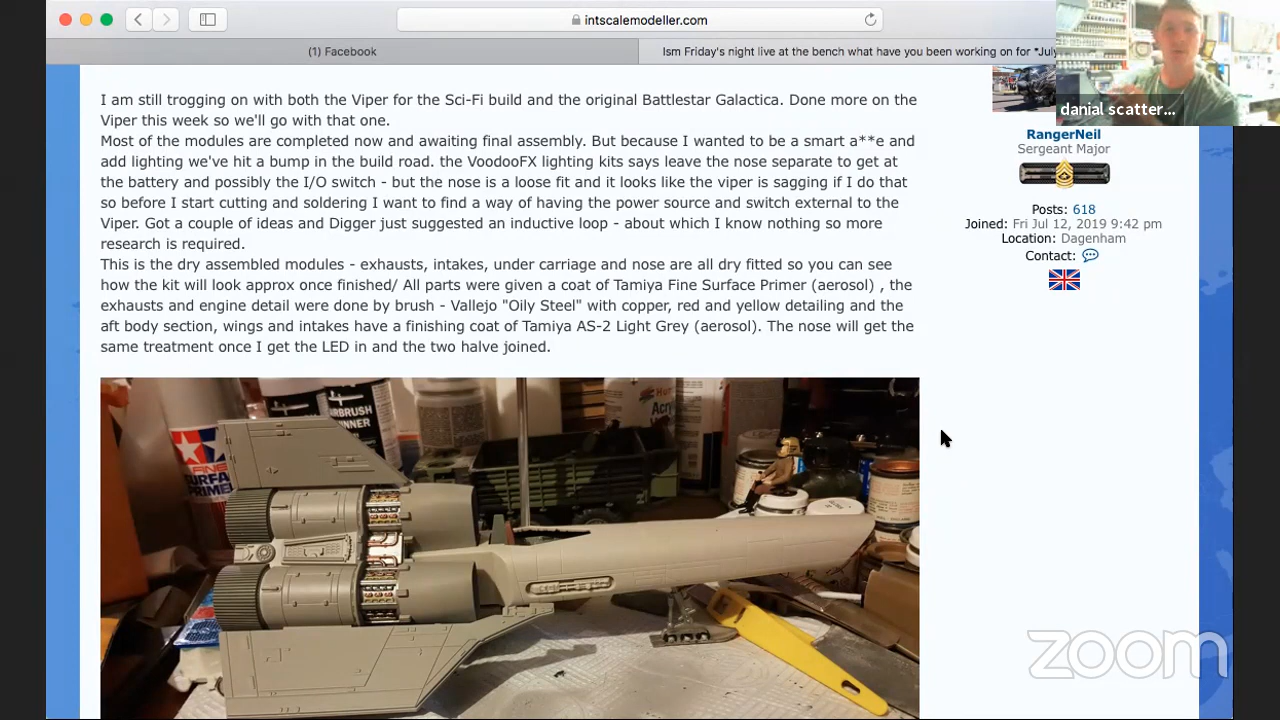 intscalemodeller.com
(1) Facebook
Ism Friday's night live at the bench what have you been working on for *July
danial scatter...
I am still trogging on with both the Viper for the Sci-Fi build and the original Battlestar Galactica. Done more on the
Viper this week so we'll go with that one.
Most of the modules are completed now and awaiting final assembly. But because I wanted to be a smart a**e and
add lighting we've hit a bump in the build road. the VoodooFX lighting kits says leave the nose separate to get at
the battery and possibly the I/O switch - but the nose is a loose fit and it looks like the viper is sagging if I do that
so before I start cutting and soldering I want to find a way of having the power source and switch external to the
Viper. Got a couple of ideas and Digger just suggested an inductive loop - about which I know nothing so more
research is required.
This is the dry assembled modules - exhausts, intakes, under carriage and nose are all dry fitted so you can see
how the kit will look approx once finished/ All parts were given a coat of Tamiya Fine Surface Primer (aerosol) , the
exhausts and engine detail were done by brush - Vallejo "Oily Steel" with copper, red and yellow detailing and the
aft body section, wings and intakes have a finishing coat of Tamiya AS-2 Light Grey (aerosol). The nose will get the
same treatment once I get the LED in and the two halve joined.
RangerNeil
Sergeant Major
Posts: 618
Joined: Fri Jul 12, 2019 9:42 pm
Location: Dagenham
Contact:
zoom